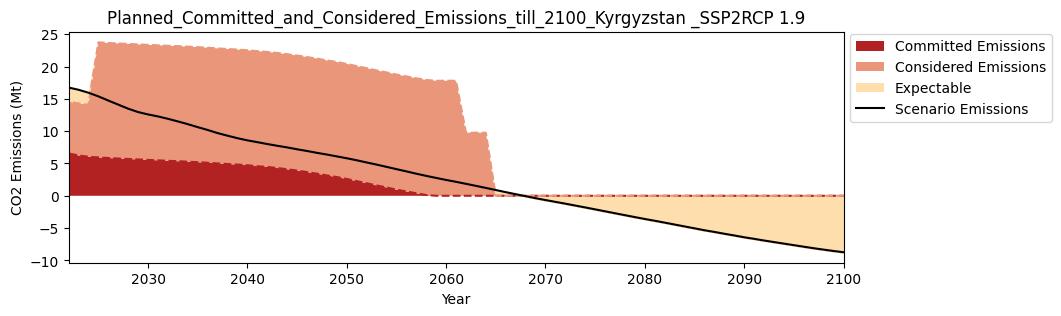 Planned_Committed_and_Considered_Emissions_till_2100_Kyrgyzstan _SSP2RCP 1.9
CO2 Emissions (Mt)
25
20
15
10
5
0
−5
−10
2030
2040
2050
2060
2070
2080
2090
2100
Year
Committed Emissions
Considered Emissions
Expectable
Scenario Emissions